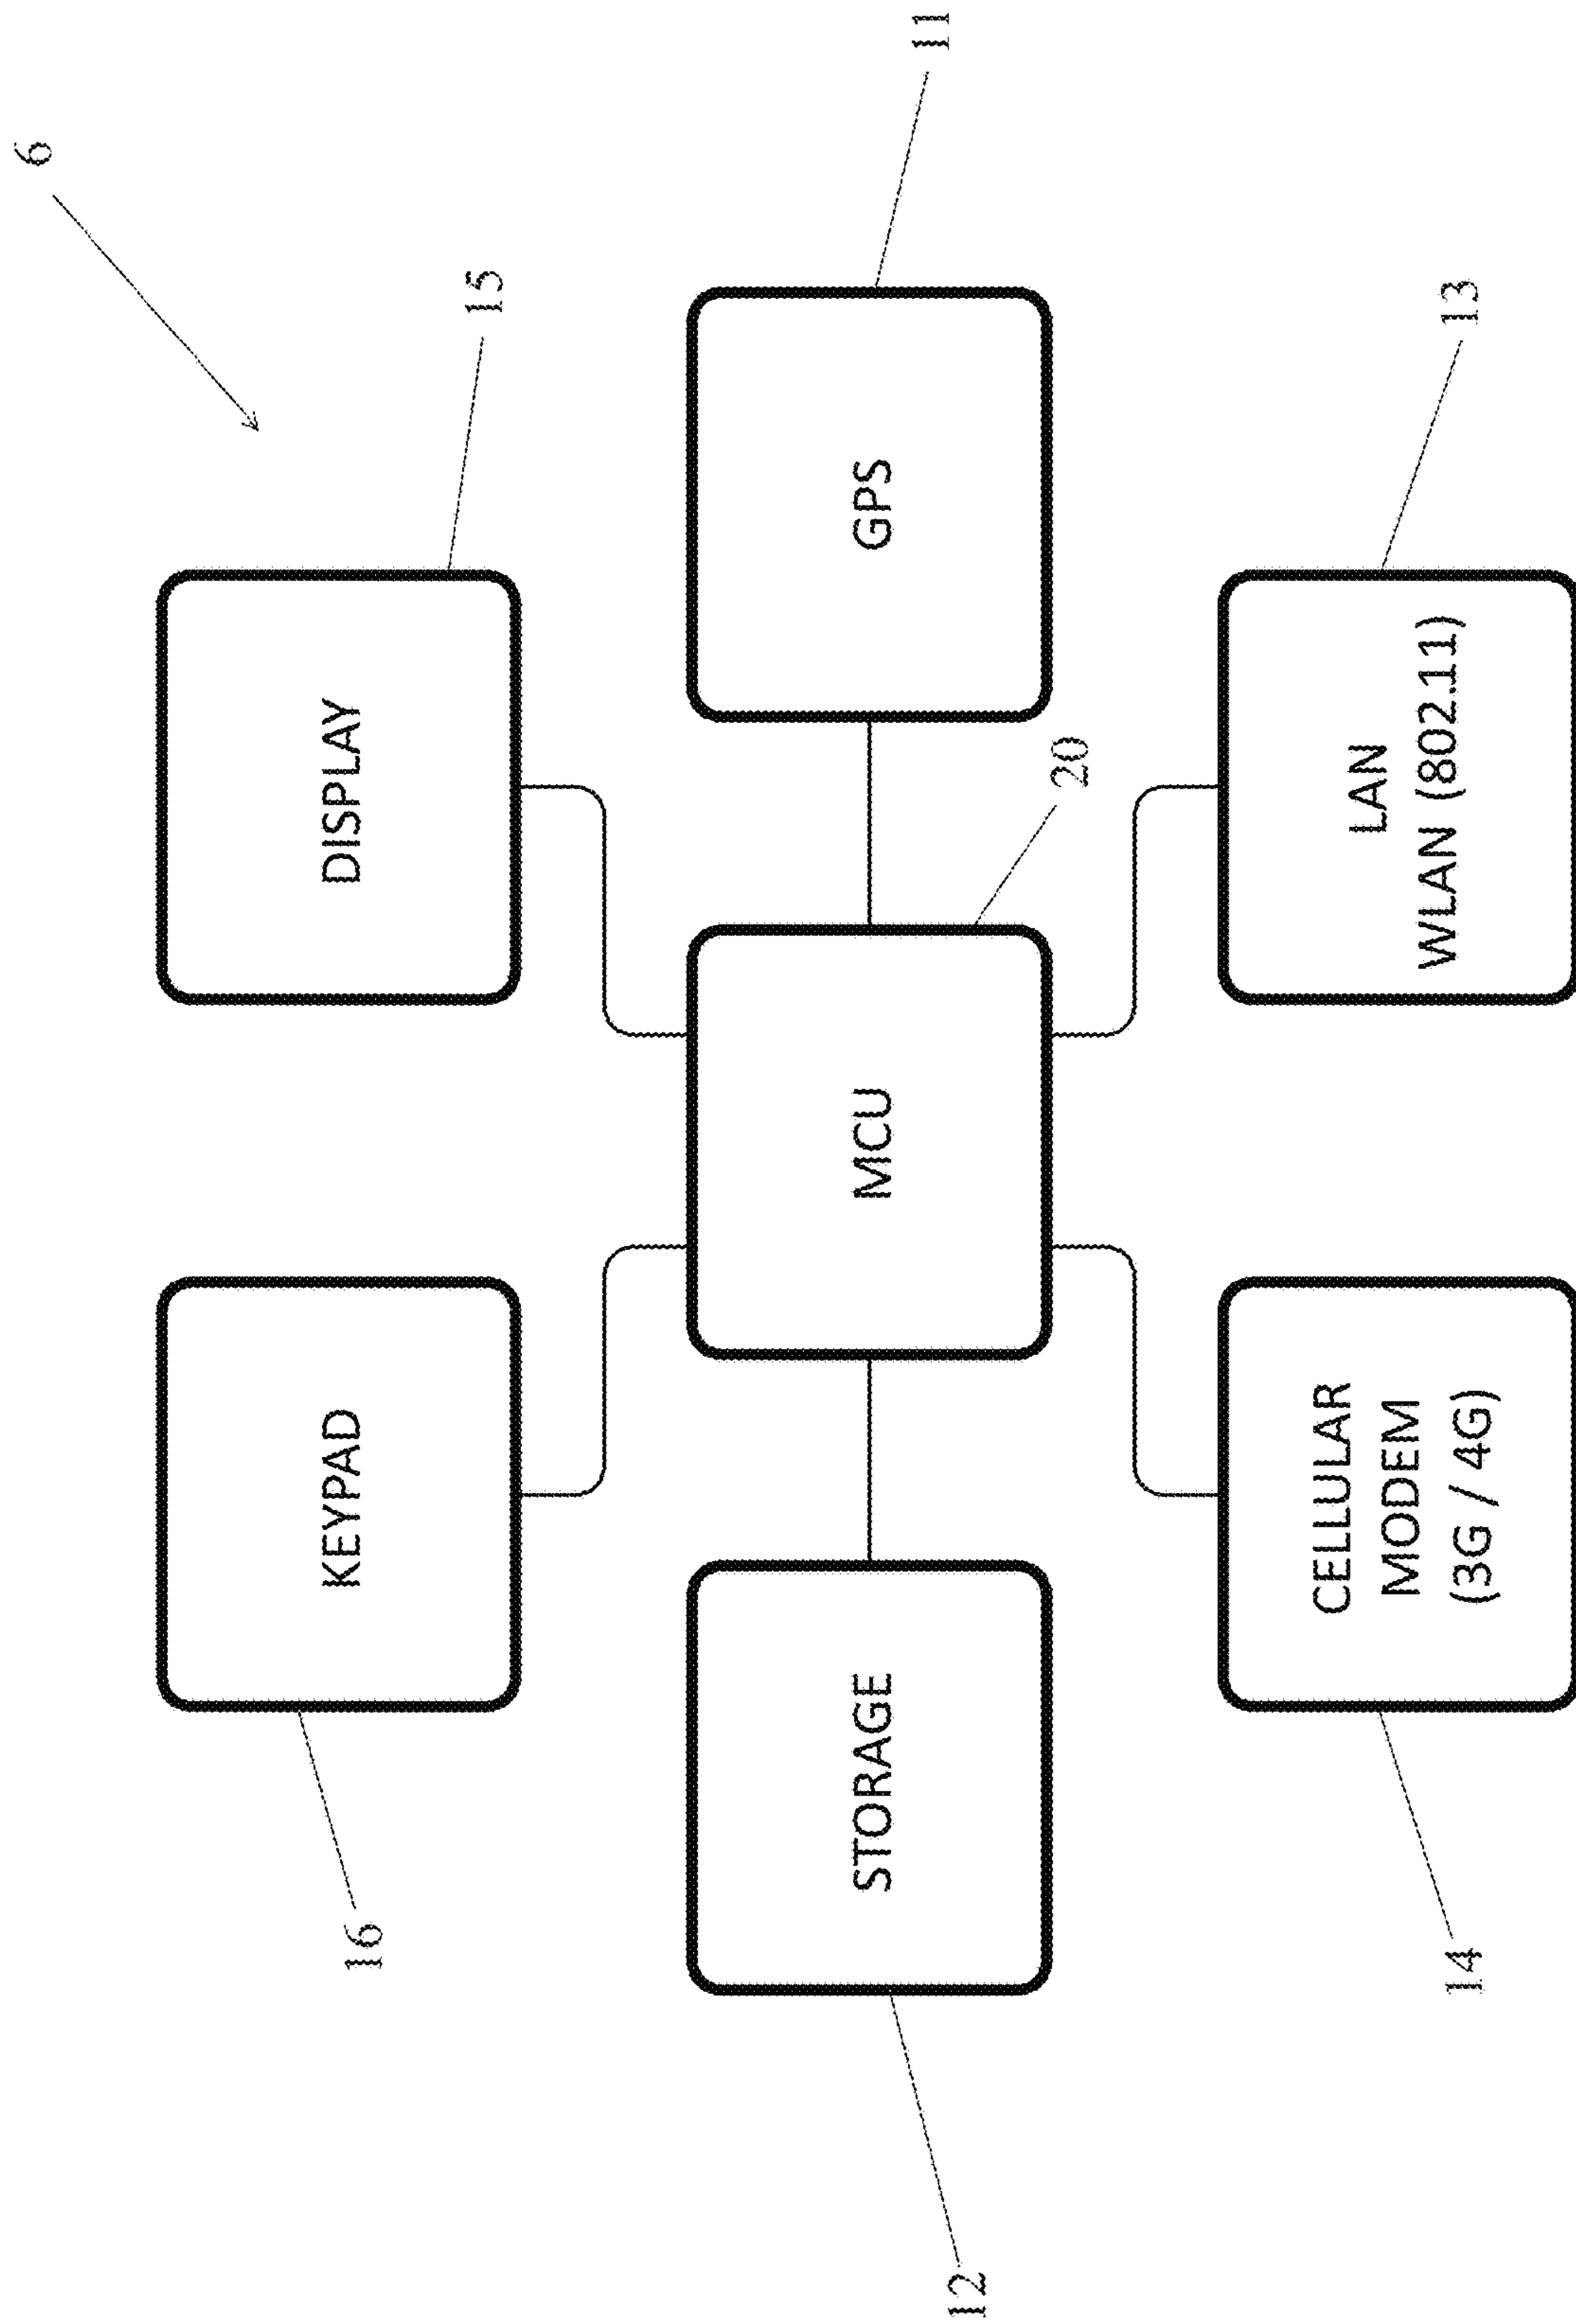 6
KEYPAD
DISPLAY
16
15
STORAGE
MCU
GPS
12
20
11
CELLULAR
MODEM
(3G / 4G)
LAN
WLAN (802.11)
14
13